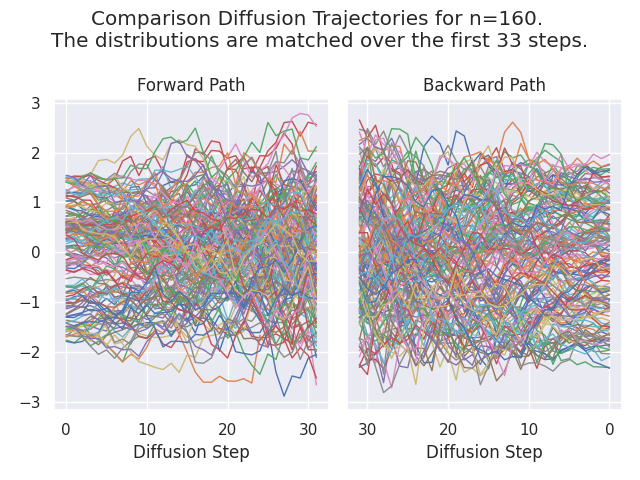 Comparison Diffusion Trajectories for n=160.
The distributions are matched over the first 33 steps.
Forward Path
Backward Path
3
2
1
0
−1
−2
−3
0 10 20 30
30 20 10 0
Diffusion Step
Diffusion Step